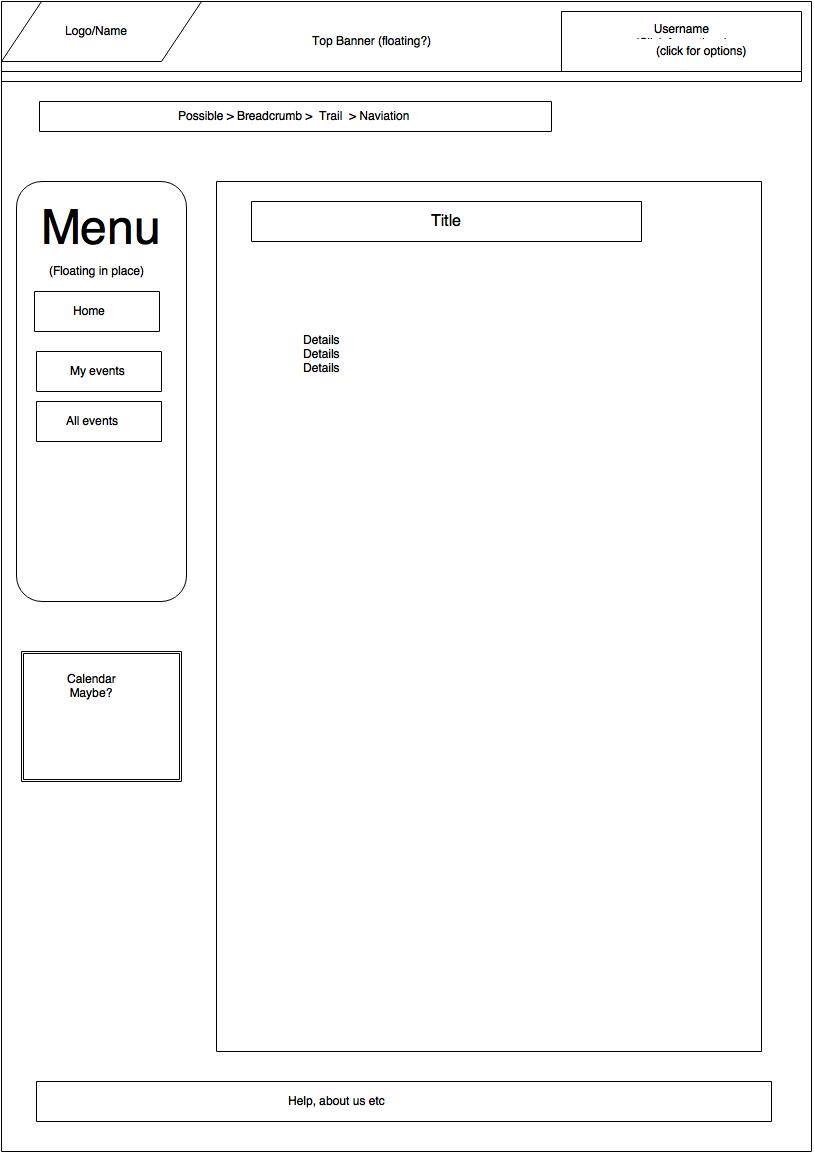 Logo/Name
Top Banner (floating?)
Username
(click for options)
Possible > Breadcrumb > Trail > Naviation
Menu
(Floating in place)
Home
My events
All events
Calendar
Maybe?
Title
Details
Details
Details
Help, about us etc